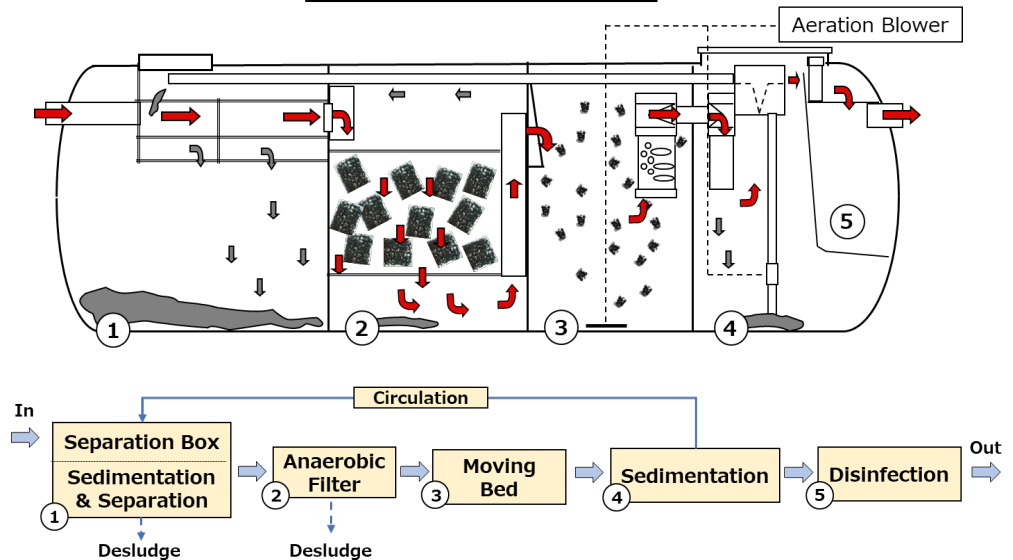 Aeration Blower
1
2
3
4
5
Circulation
In
Out
Separation Box
Sedimentation
& Separation
1
Anaerobic
Filter
2
Moving
Bed
3
Sedimentation
4
Disinfection
5
Desludge
Desludge